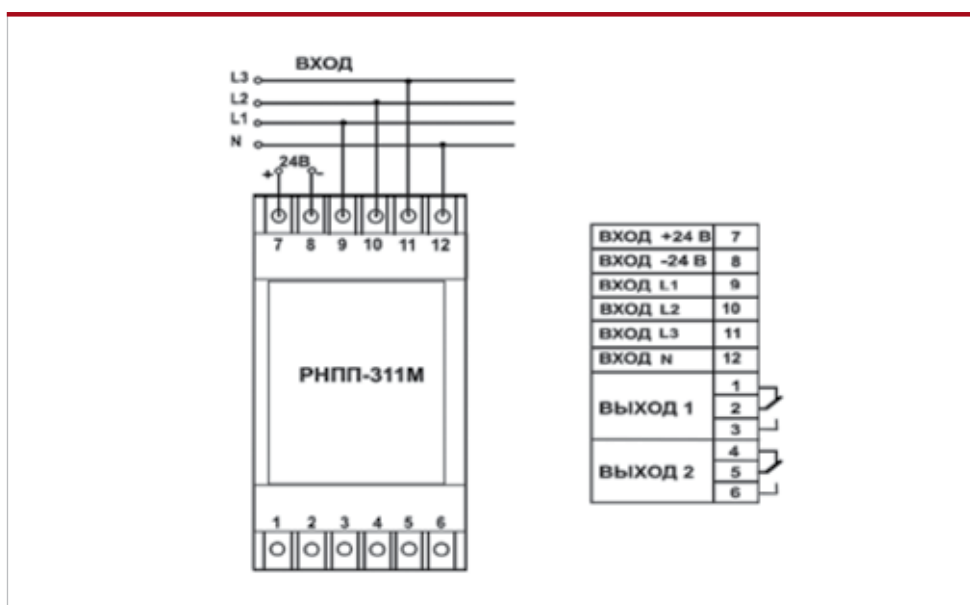 ВХОД
L3
L2
L1
N
24В
+ -
7 8 9 10 11 12
РНПП-311М
1 2 3 4 5 6
ВХОД +24 В 7
ВХОД -24 В 8
ВХОД L1 9
ВХОД L2 10
ВХОД L3 11
ВХОД N 12
ВЫХОД 1
1
2
3
ВЫХОД 2
4
5
6